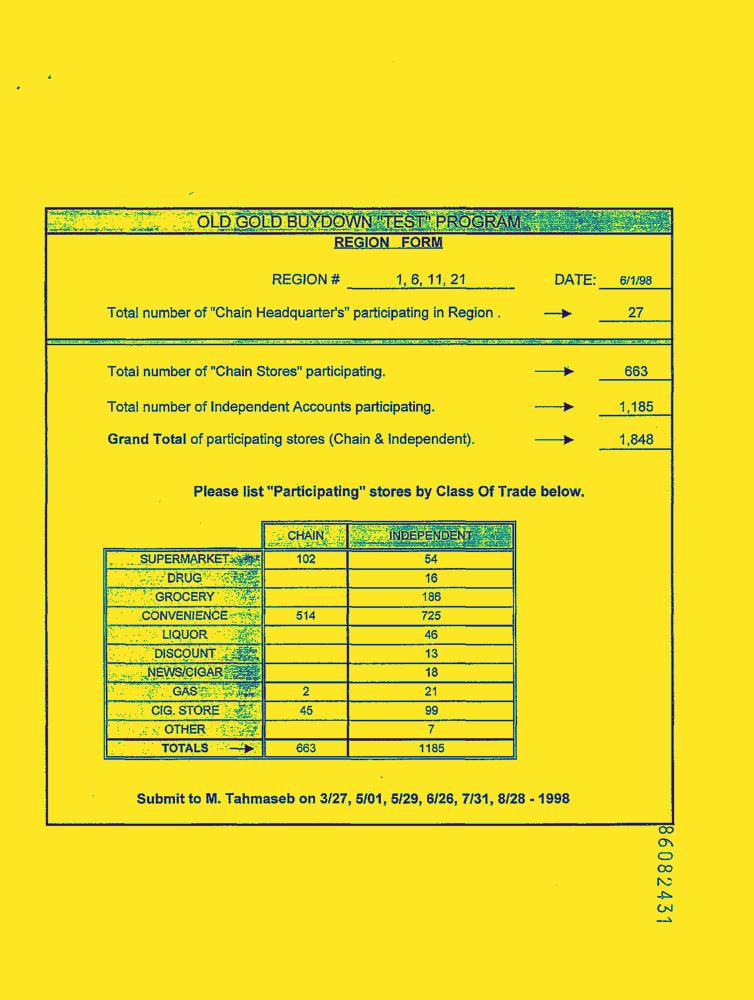 OLD GOLD BUYDOWN "TEST" PROGRAM
REGION FORM
REGION # 1, 6, 11, 21 DATE: 6/1/98
Total number of "Chain Headquarter's" participating in Region . 27
Total number of "Chain Stores" participating. 663
Total number of Independent Accounts participating. 1,185
Grand Total of participating stores (Chain & Independent). 1,848
Please list "Participating" stores by Class Of Trade below.
CHAIN INDEPENDENT
SUPERMARKET 102 54
DRUG 16
GROCERY 186
CONVENIENCE 514 725
LIQUOR 46
DISCOUNT 13
NEWS/CIGAR 18
GAS 2 21
CIG. STORE 45 99
OTHER 7
TOTALS 663 1185
Submit to M. Tahmaseb on 3/27, 5/01, 5/29, 6/26, 7/31, 8/28 - 1998
86082431